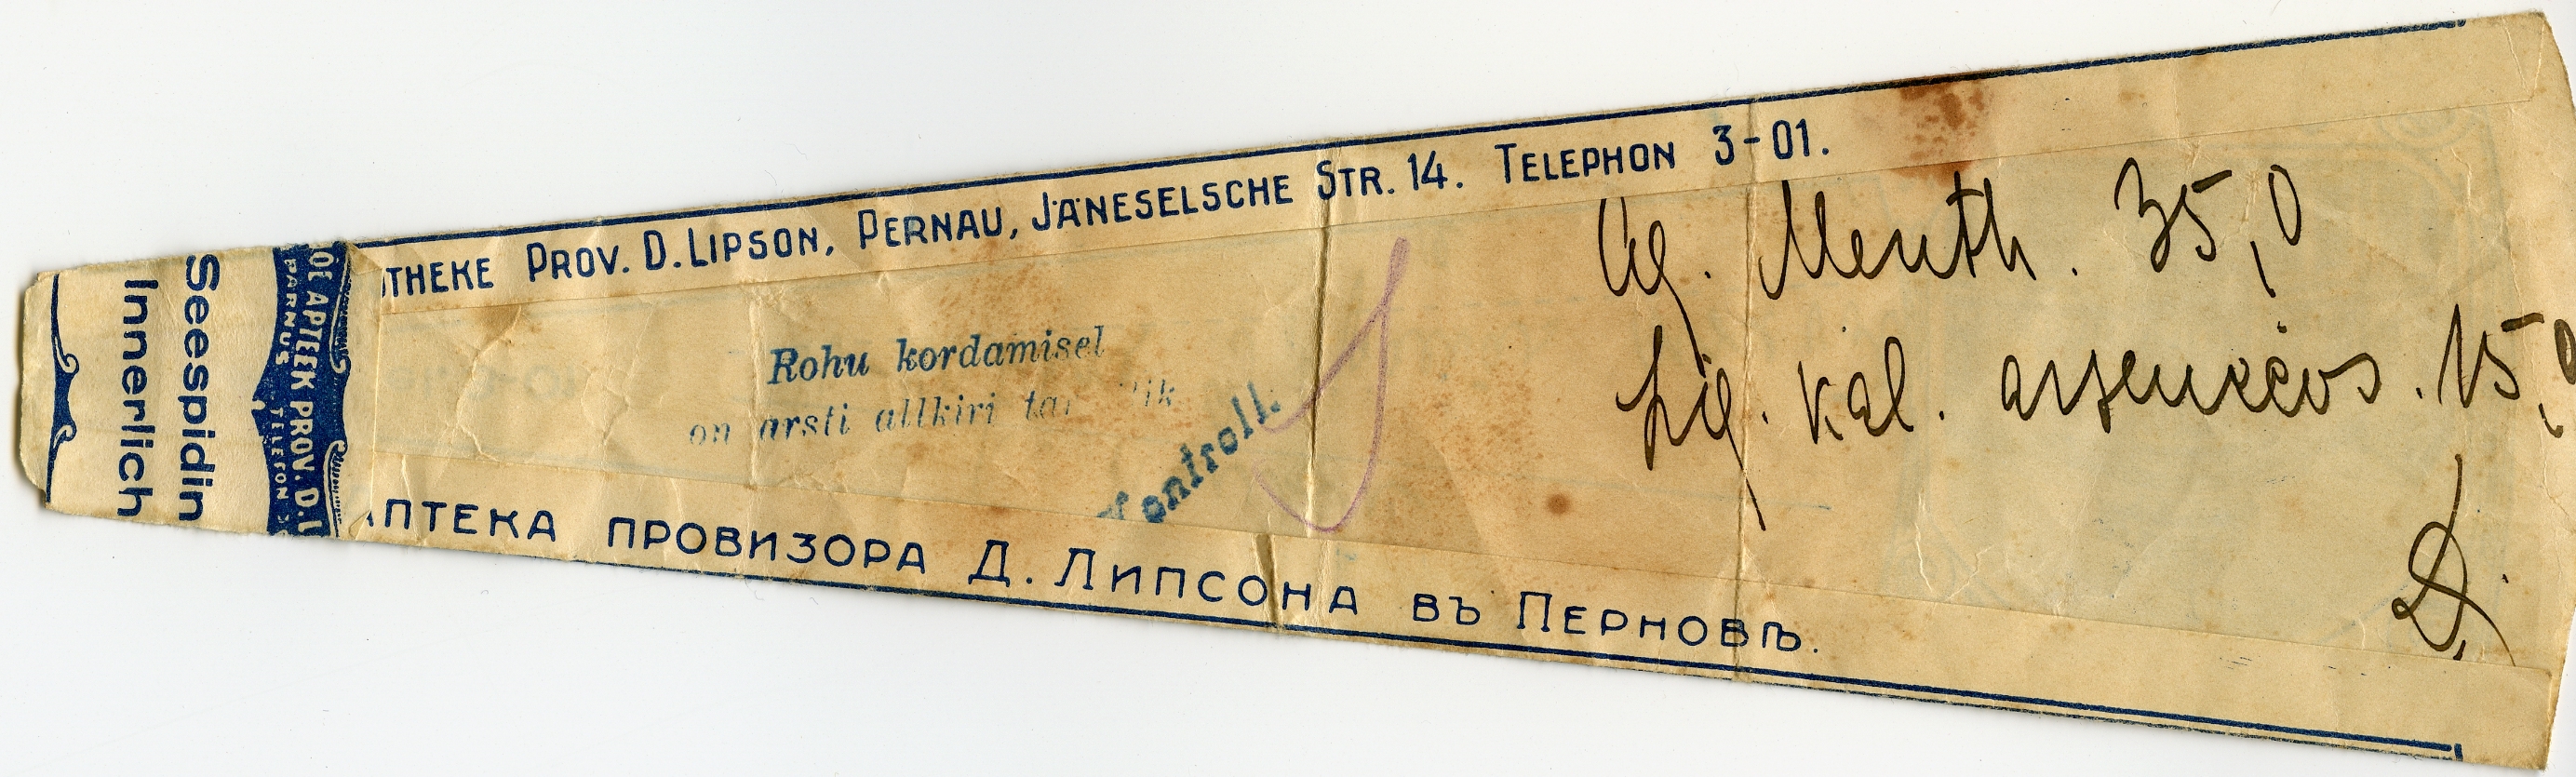 Seespidin
Innerlich
APTEEK PROV. D.
PARNUS
TELEFON
THEKE PROV. D. LIPSON, PERNAU, JÄNESELSCHE STR. 14. TELEPHON 3-01.
Rohu kordamisel
on arsti allkiri
Kontroll.
Aq. Menth. 35,0
Liq. kal. arsenicos. 15,0
АПТЕКА ПРОВИЗОРА Д. ЛИПСОНА ВЪ ПЕРНОВѢ.